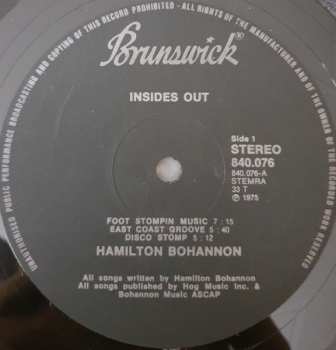 UNAUTHORISED PUBLIC PERFORMANCE BROADCASTING AND COPYING OF THIS RECORD PROHIBITED - ALL RIGHTS OF THE MANUFACTURER AND OF THE OWNER OF THE RECORDED WORK RESERVED
Brunswick®
INSIDES OUT
Side 1
STEREO
840.076
840.076-A
STEMRA
33 T
℗ 1975
FOOT STOMPIN MUSIC 7 : 15
EAST COAST GROOVE 5 : 40
DISCO STOMP 5 : 12
HAMILTON BOHANNON
All songs written by Hamilton Bohannon
All songs published by Hog Music Inc. &
Bohannon Music ASCAP